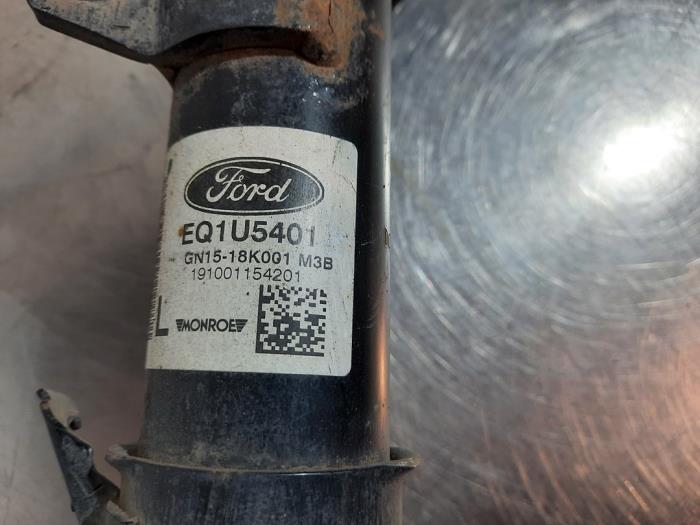 Ford
EQ1U5401
GN15-18K001 M3B
191001154201
L
MONROE